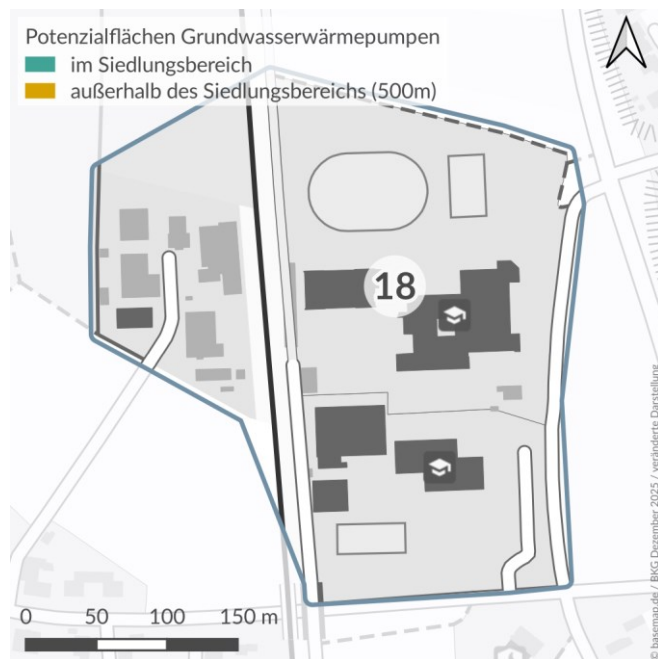 Potenzialflächen Grundwasserwärmepumpen
im Siedlungsbereich
außerhalb des Siedlungsbereichs (500m)
18
0 50 100 150 m
© basemap.de / BKG Dezember 2025 / veränderte Darstellung